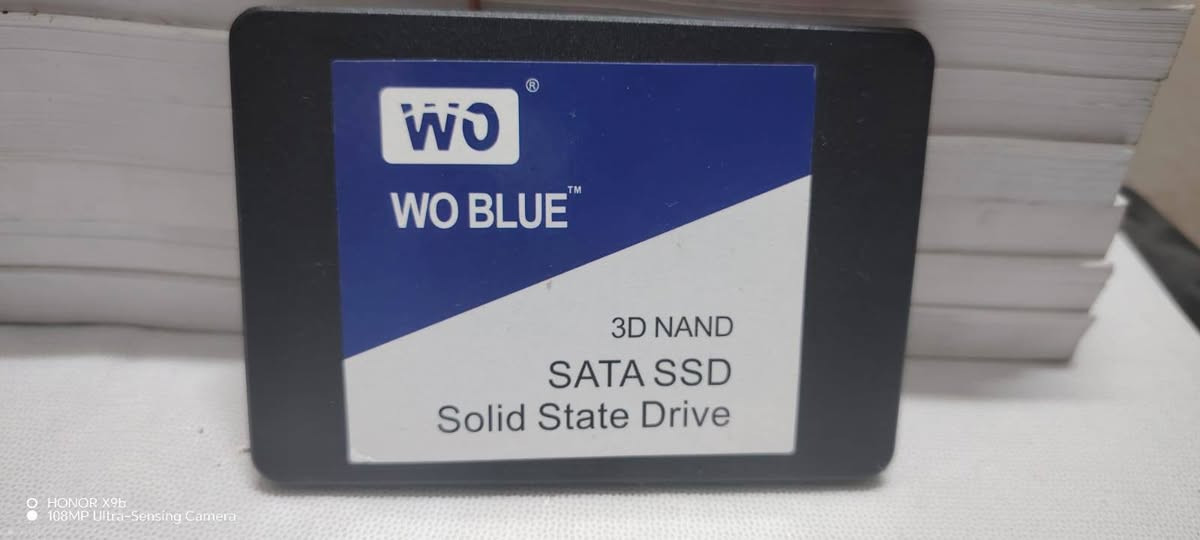 WO ®
WO BLUE™
3D NAND
SATA SSD
Solid State Drive
HONOR X9b
108MP Ultra-Sensing Camera